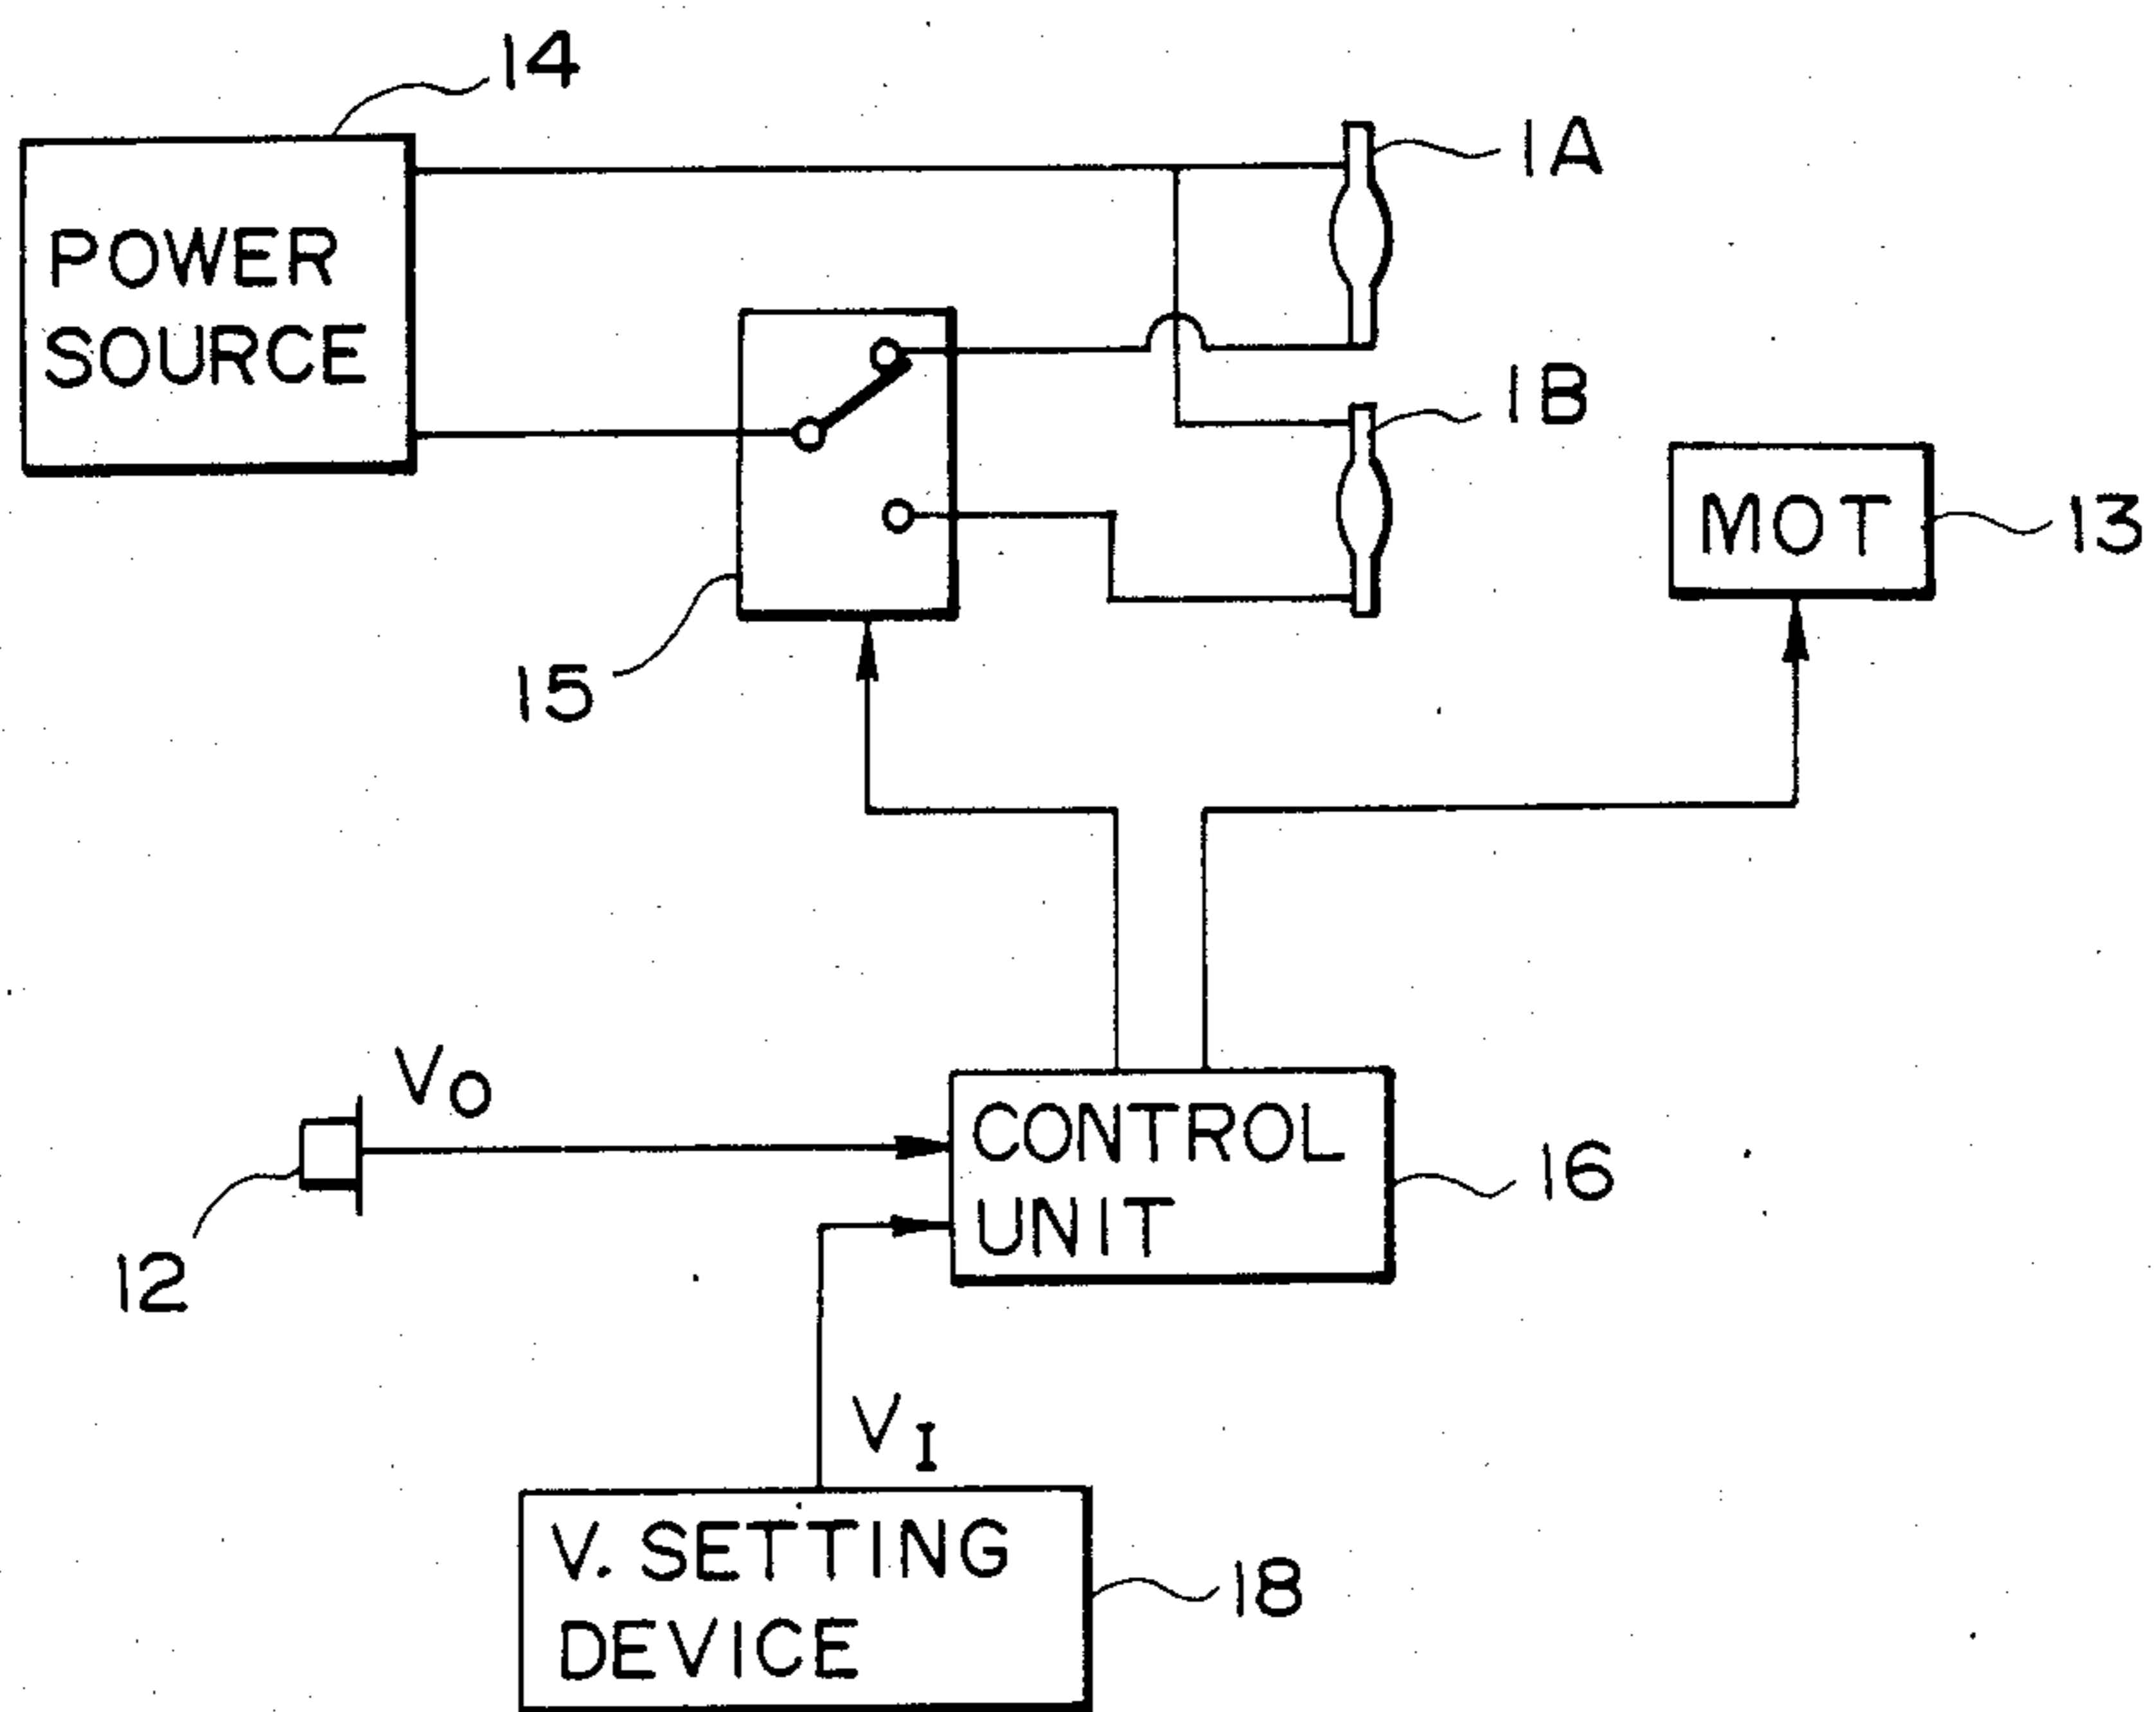 14
1A
POWER
SOURCE
1B
MOT
13
15
VO
CONTROL
UNIT
16
12
VI
V. SETTING
DEVICE
18